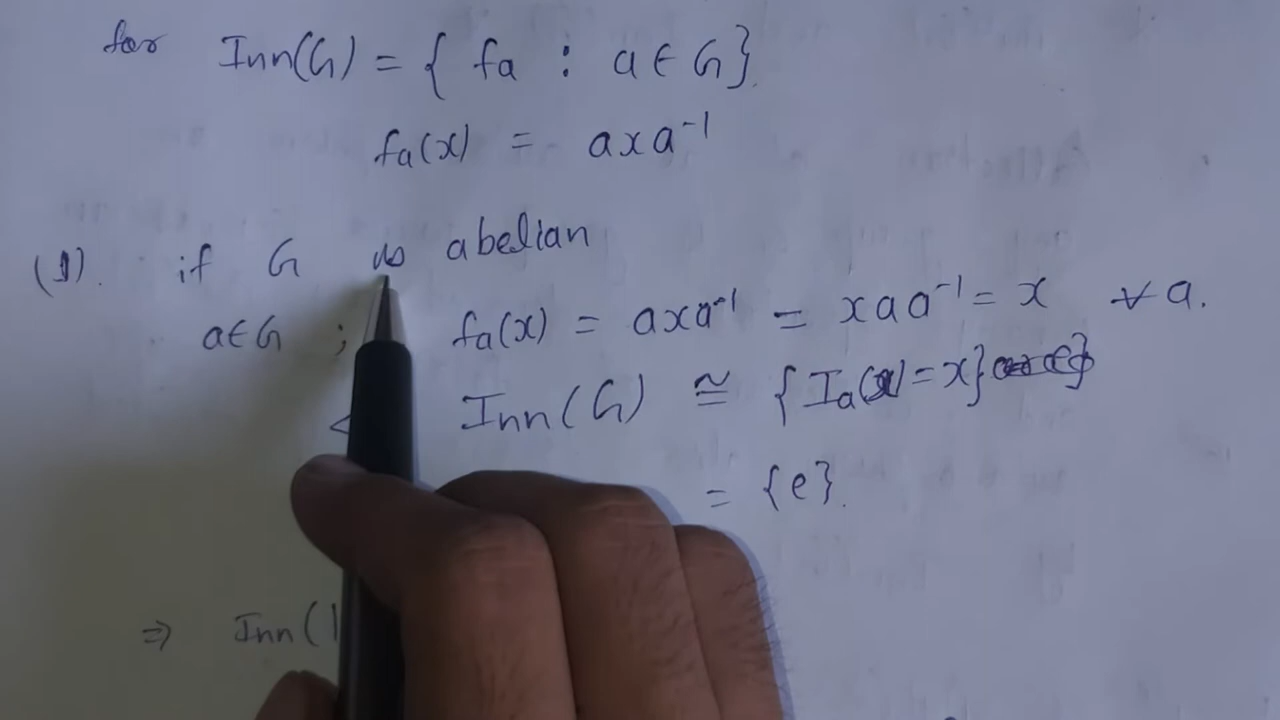 for Inn(G) = { fa : a ∈ G}.
fa(x) = axa⁻¹
(1). if G is abelian
a∈G ; fa(x) = axa⁻¹ = xaa⁻¹ = x ∀ a.
Inn(G) ≅ {Ia(x) = x}
= {e}.
⇒ Inn(